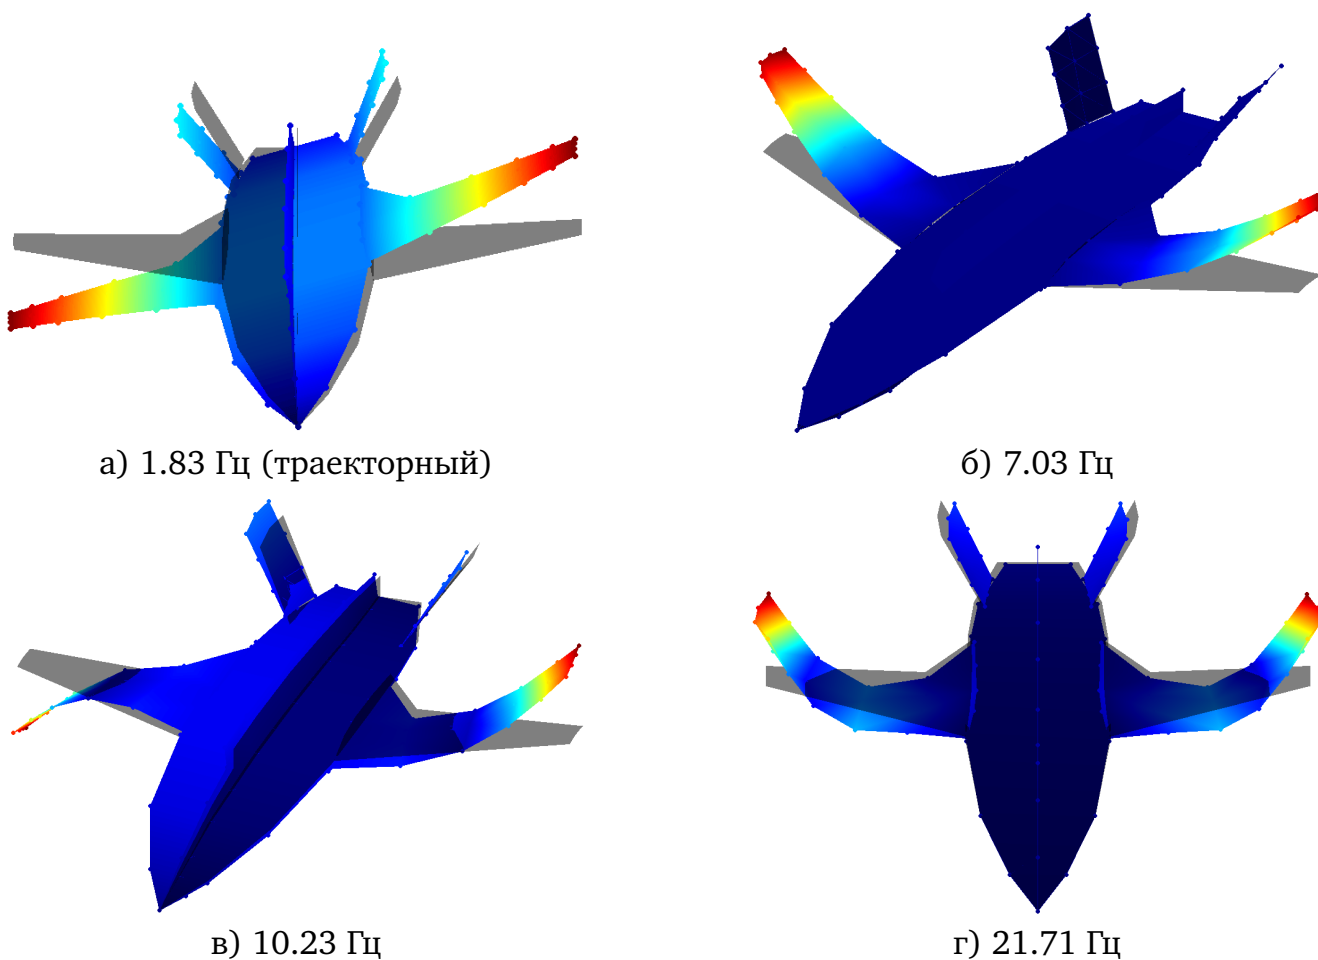 а) 1.83 Гц (траекторный)
б) 7.03 Гц
в) 10.23 Гц
г) 21.71 Гц